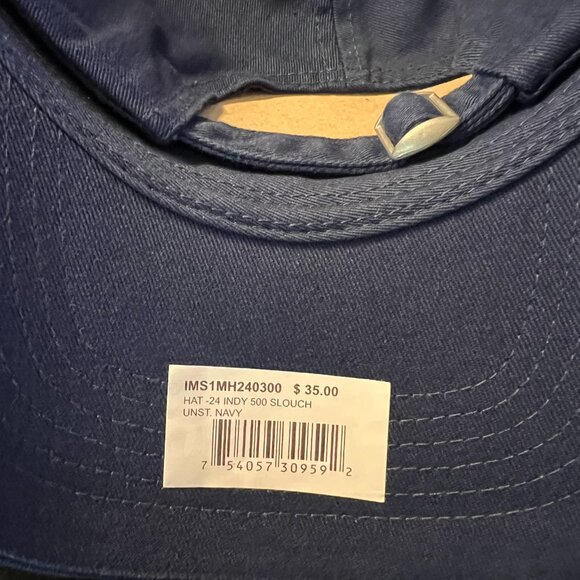 IMS1MH240300 $ 35.00
HAT -24 INDY 500 SLOUCH
UNST. NAVY
7 54057 30959 2